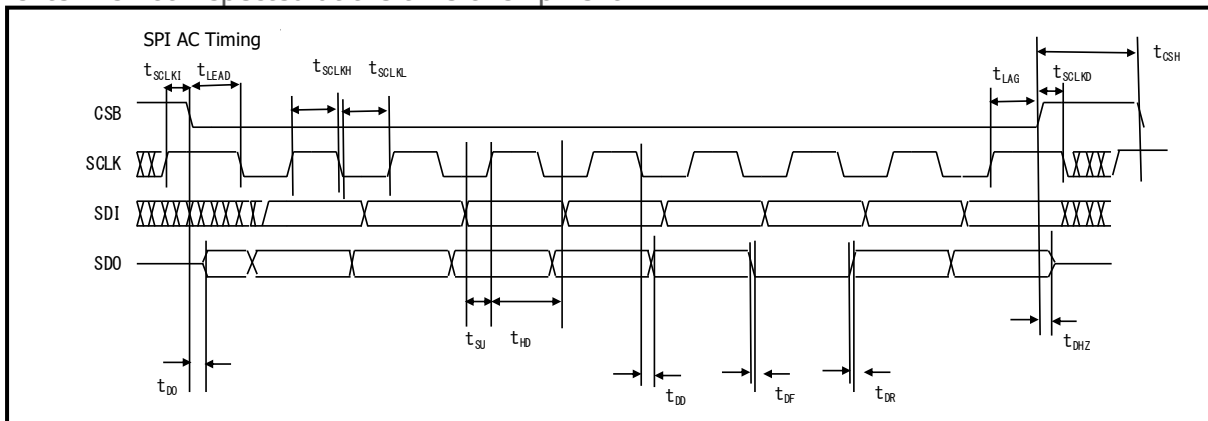 SPI AC Timing
tSCLKI tLEAD tSCLKH tSCLKL tLAG tSCLKD tCSH
CSB
SCLK
SDI
SDO
tSU tHD tDHZ
tDO tDD tDF tDR